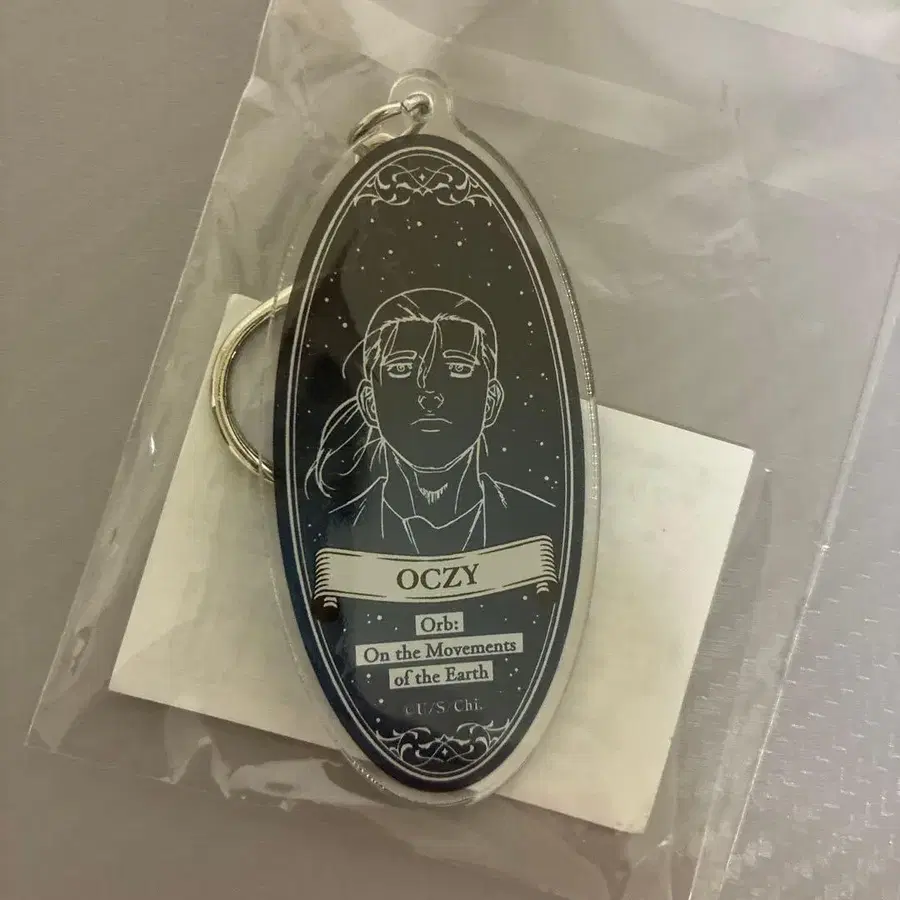 OCZY
Orb:
On the Movements
of the Earth
©U/S/Chi.